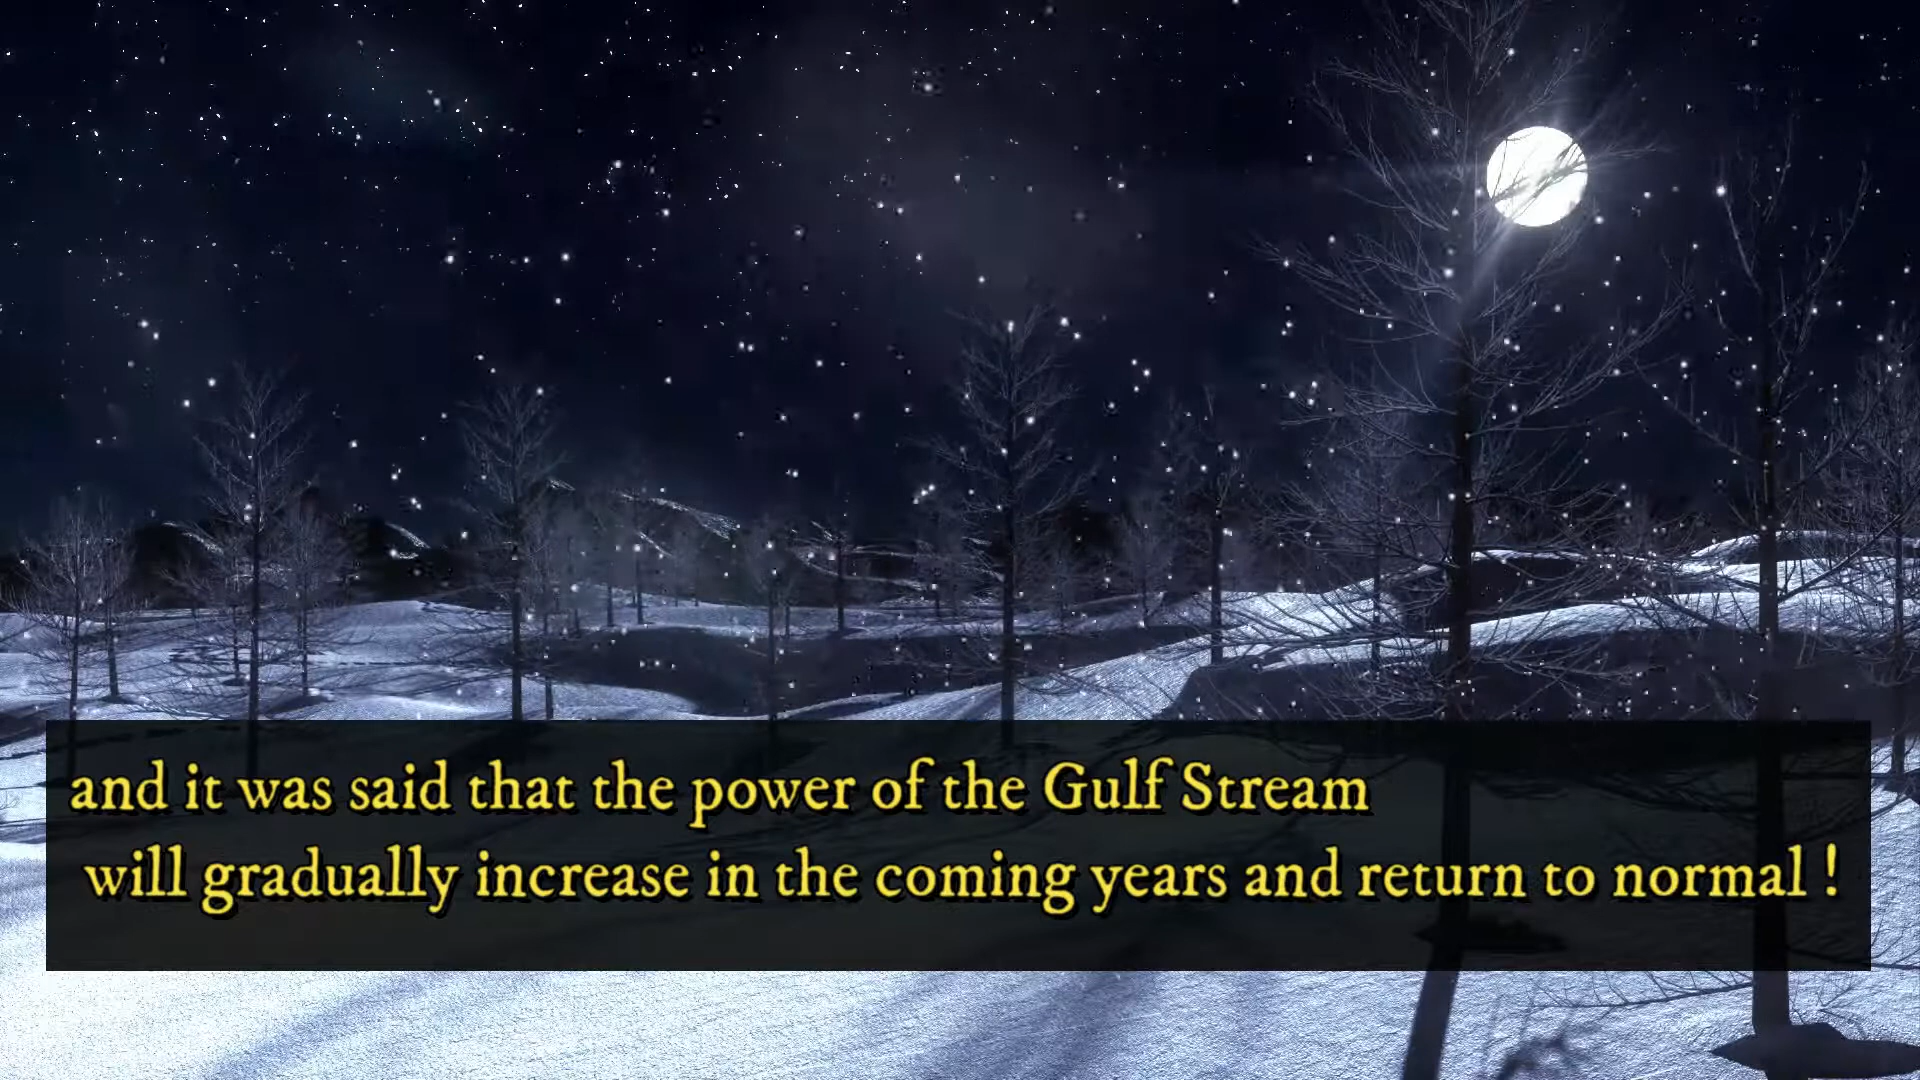 and it was said that the power of the Gulf Stream
will gradually increase in the coming years and return to normal !